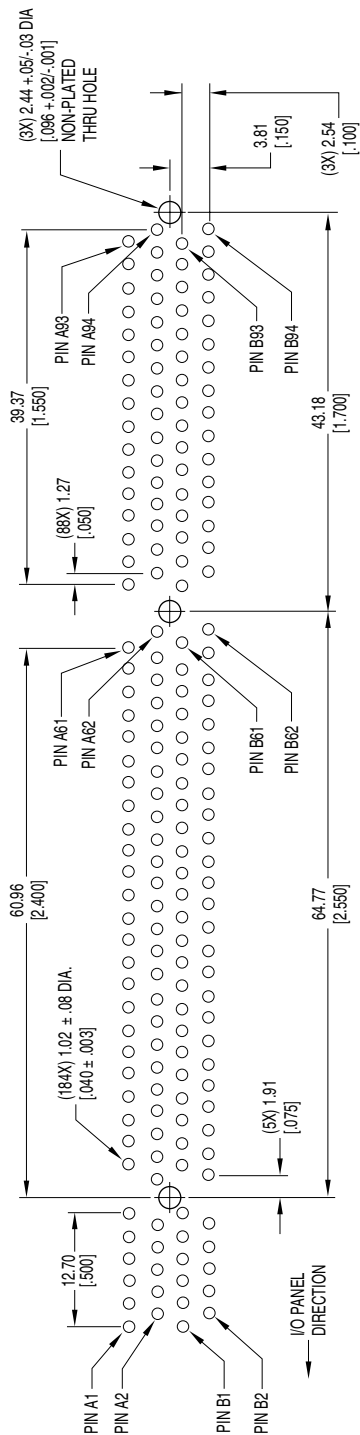 (3X) 2.44 +.05/-.03 DIA
[.096 +.002/-.001]
NON-PLATED
THRU HOLE
39.37
[1.550]
3.81
[.150]
(3X) 2.54
[.100]
PIN A93
PIN A94
(88X) 1.27
[.050]
PIN B93
PIN B94
43.18
[1.700]
60.96
[2.400]
PIN A61
PIN A62
PIN B61
PIN B62
(184X) 1.02 ± .08 DIA.
[.040 ± .003]
64.77
[2.550]
(5X) 1.91
[.075]
12.70
[.500]
PIN A1
PIN A2
PIN B1
PIN B2
I/O PANEL
DIRECTION